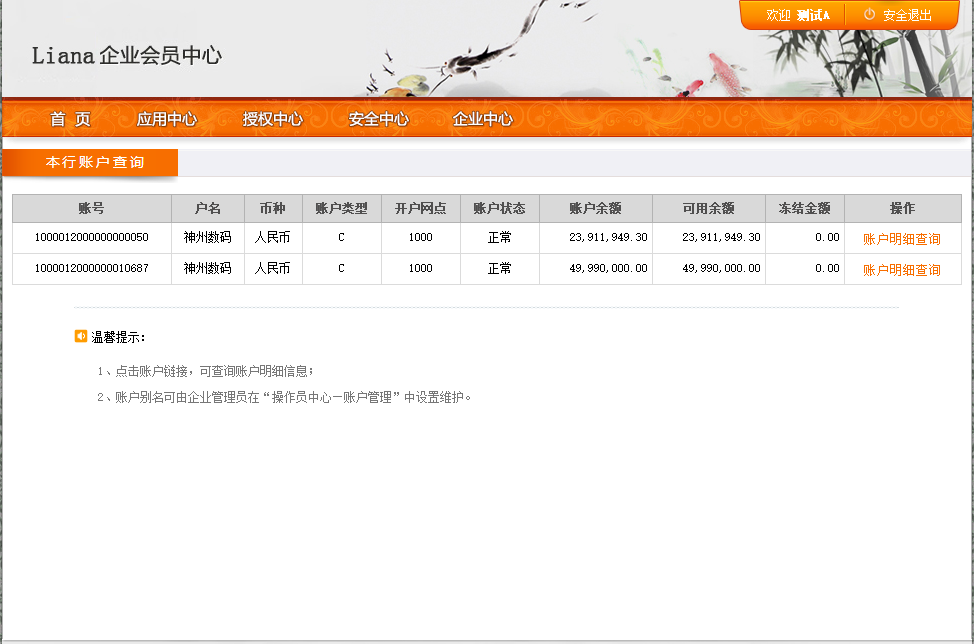 欢迎 测试A 安全退出
Liana 企业会员中心
首 页 应用中心 授权中心 安全中心 企业中心
本行账户查询
账号 户名 币种 账户类型 开户网点 账户状态 账户余额 可用余额 冻结金额 操作
1000012000000000050 神州数码 人民币 C 1000 正常 23,911,949.30 23,911,949.30 0.00 账户明细查询
1000012000000010687 神州数码 人民币 C 1000 正常 49,990,000.00 49,990,000.00 0.00 账户明细查询
温馨提示：
1、点击账户链接，可查询账户明细信息；
2、账户别名可由企业管理员在“操作员中心—账户管理”中设置维护。